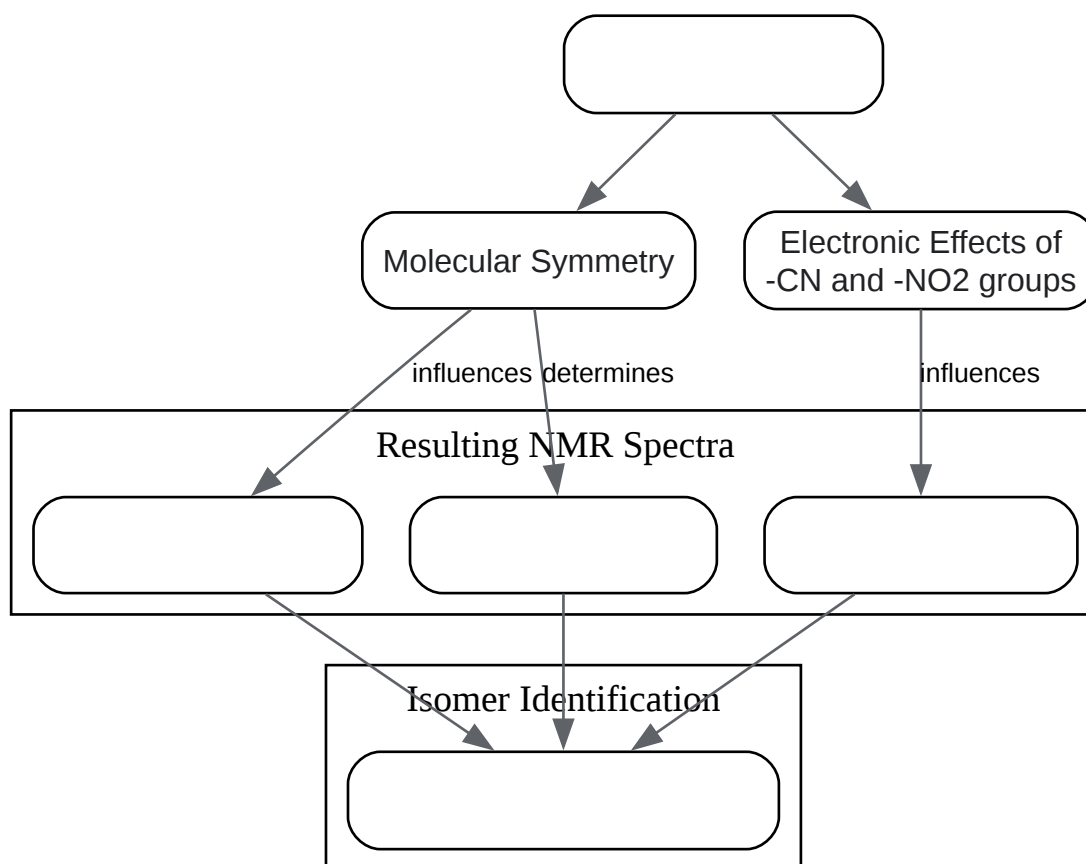 Molecular Symmetry
Electronic Effects of
-CN and -NO2 groups
influences
determines
influences
Resulting NMR Spectra
Isomer Identification